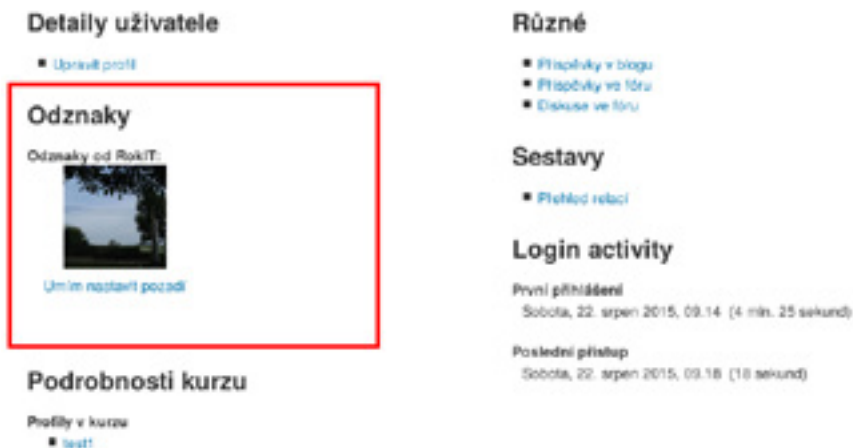 Detaily uživatele
Upravit profil
Odznaky
Odznaky od RokIT:
Umím nastavit pozadí
Podrobnosti kurzu
Profily v kurzu
test1
Různé
Příspěvky v blogu
Příspěvky ve fóru
Diskuse ve fóru
Sestavy
Přehled relací
Login activity
První přihlášení
Sobota, 22. srpen 2015, 09.14 (4 min. 25 sekund)
Poslední přístup
Sobota, 22. srpen 2015, 09.18 (18 sekund)